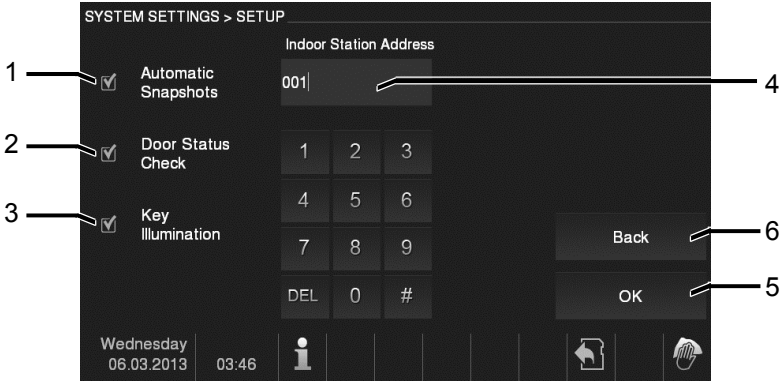 SYSTEM SETTINGS > SETUP
Indoor Station Address
1
Automatic
Snapshots
001
4
2
Door Status
Check
1 2 3
3
Key
Illumination
4 5 6
7 8 9
Back
6
DEL 0 #
OK
5
Wednesday
06.03.2013 03:46
i